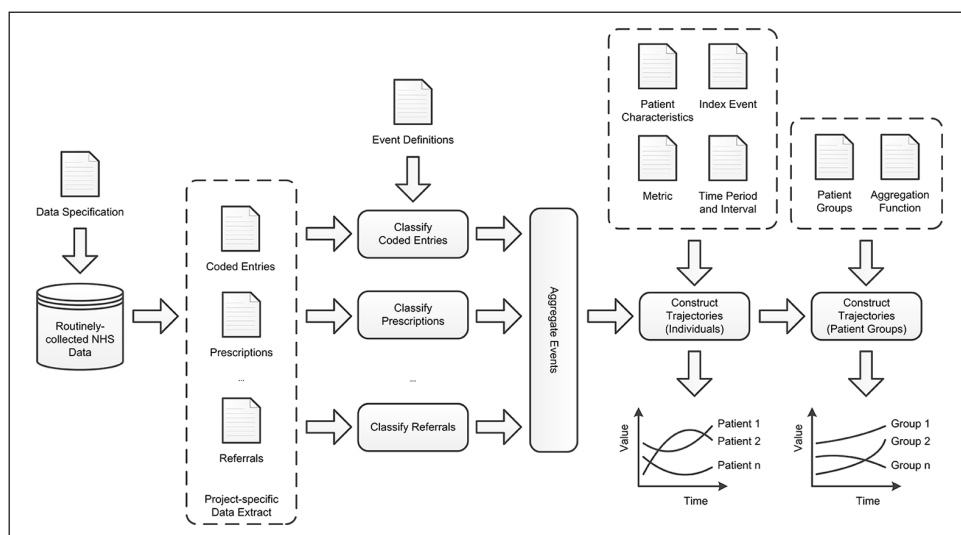 Data Specification
Routinely-
collected NHS
Data
Coded Entries
Prescriptions
...
Referrals
Project-specific
Data Extract
Event Definitions
Classify
Coded Entries
Classify
Prescriptions
...
Classify Referrals
Aggregate Events
Patient
Characteristics
Index Event
Metric
Time Period
and Interval
Construct
Trajectories
(Individuals)
Value
Patient 1
Patient 2
Patient n
Time
Patient
Groups
Aggregation
Function
Construct
Trajectories
(Patient Groups)
Value
Group 1
Group 2
Group n
Time